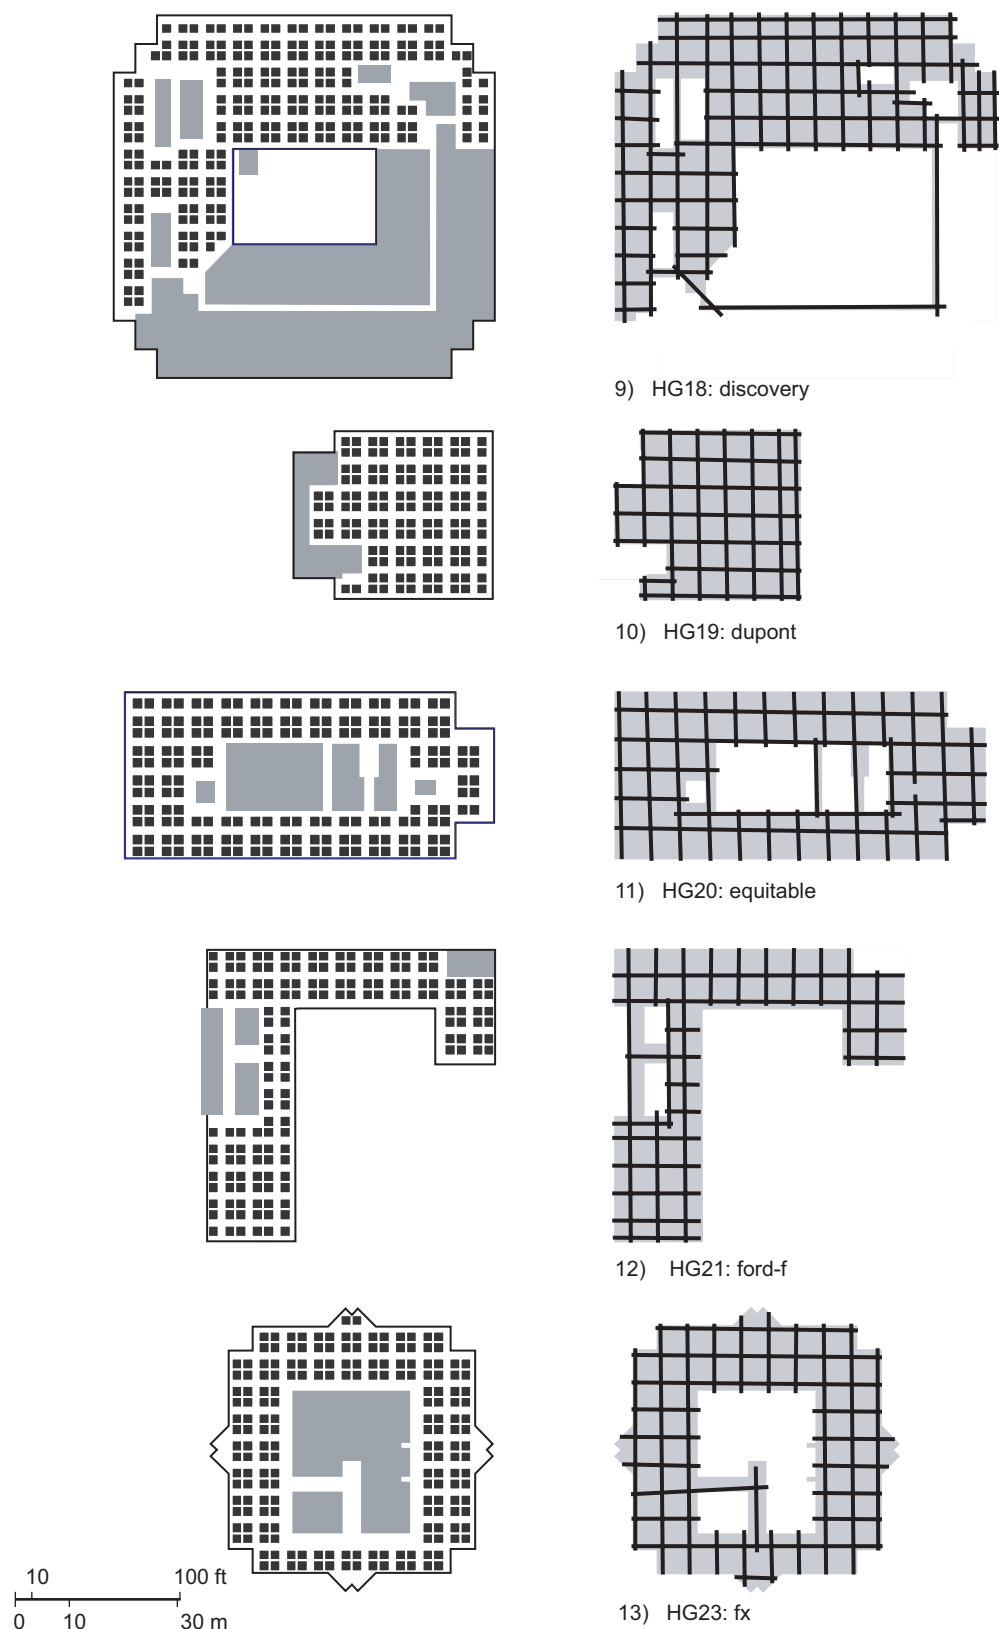 9) HG18: discovery
10) HG19: dupont
11) HG20: equitable
12) HG21: ford-f
13) HG23: fx
10 100 ft
0 10 30 m